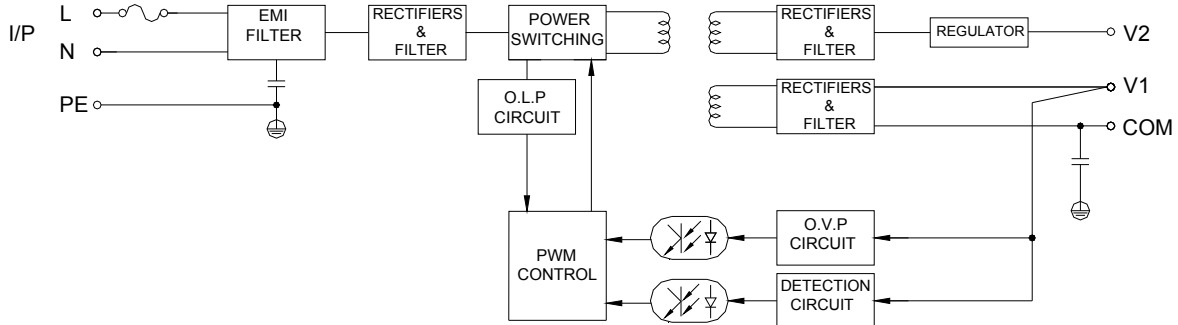 I/P
L
N
PE
EMI
FILTER
RECTIFIERS
&
FILTER
POWER
SWITCHING
O.L.P
CIRCUIT
PWM
CONTROL
RECTIFIERS
&
FILTER
REGULATOR
V2
RECTIFIERS
&
FILTER
V1
COM
O.V.P
CIRCUIT
DETECTION
CIRCUIT